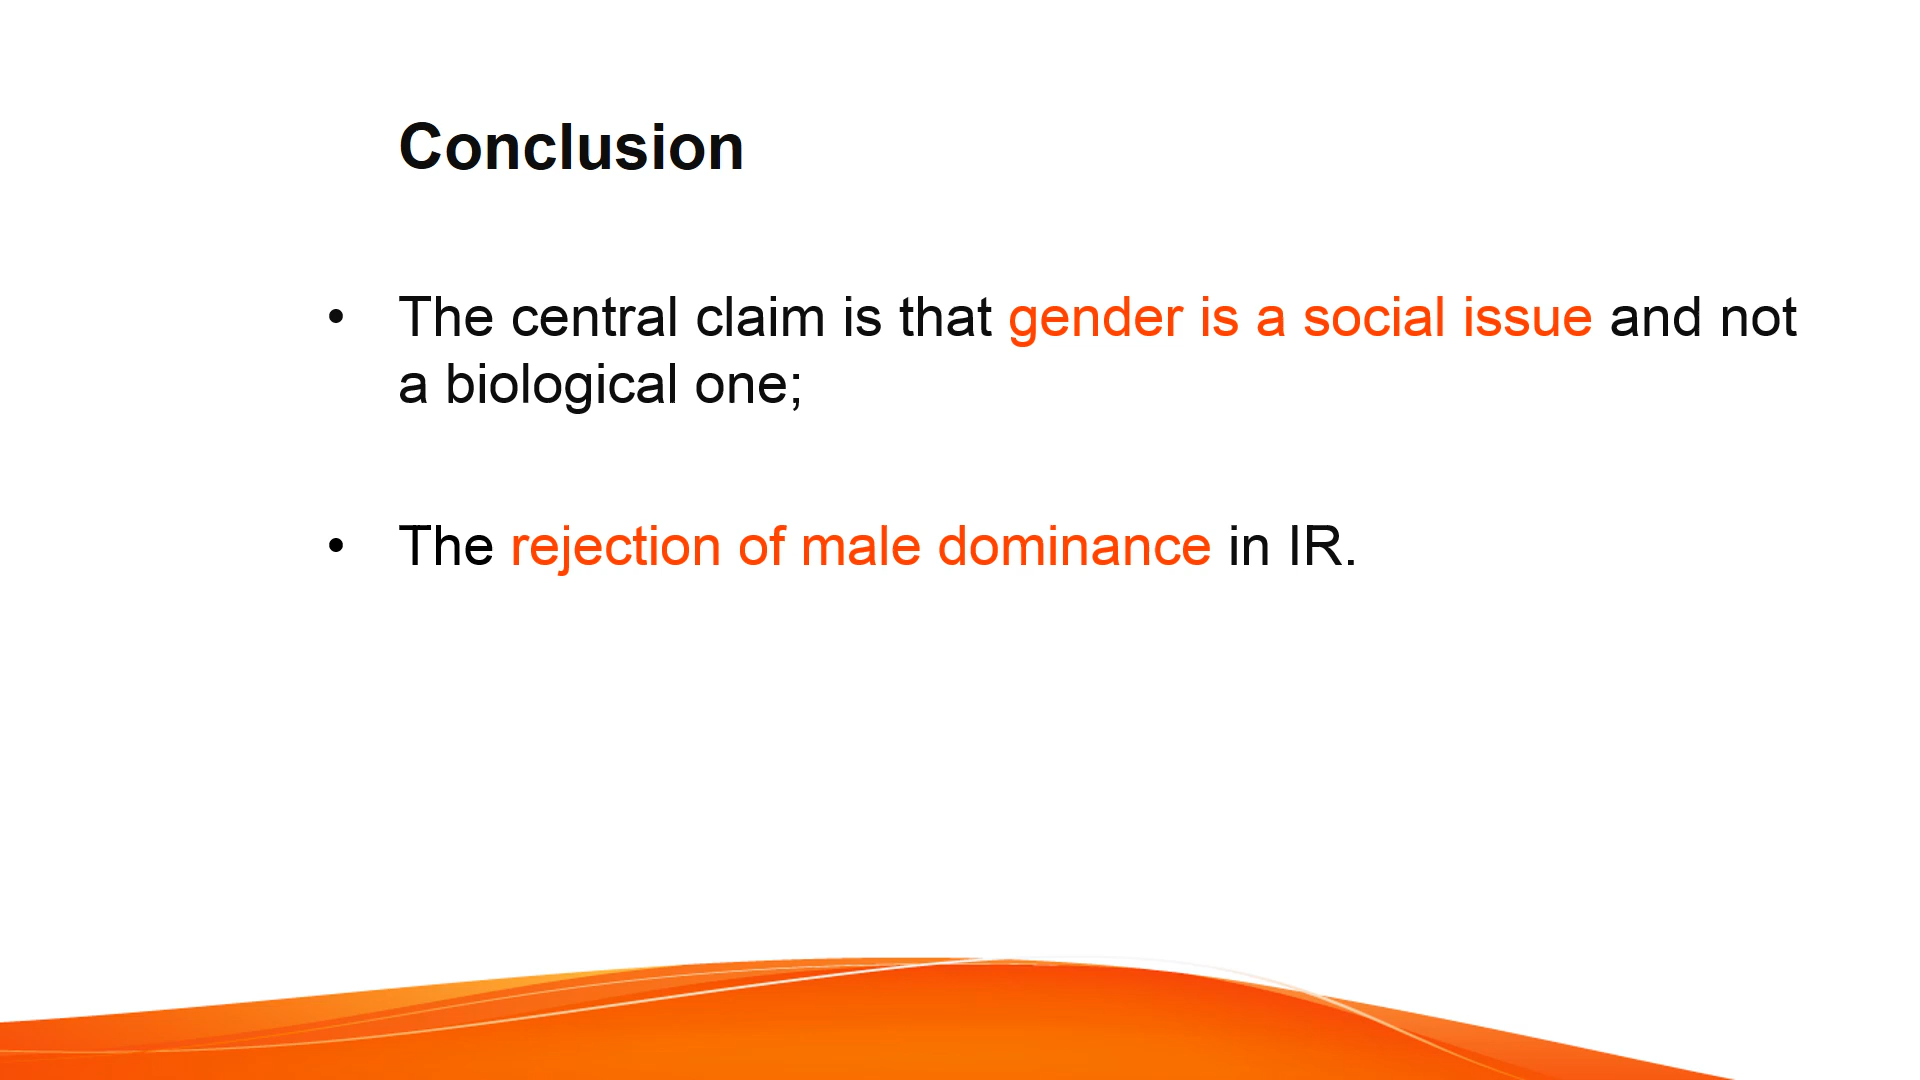 Conclusion
• The central claim is that gender is a social issue and not
a biological one;
• The rejection of male dominance in IR.